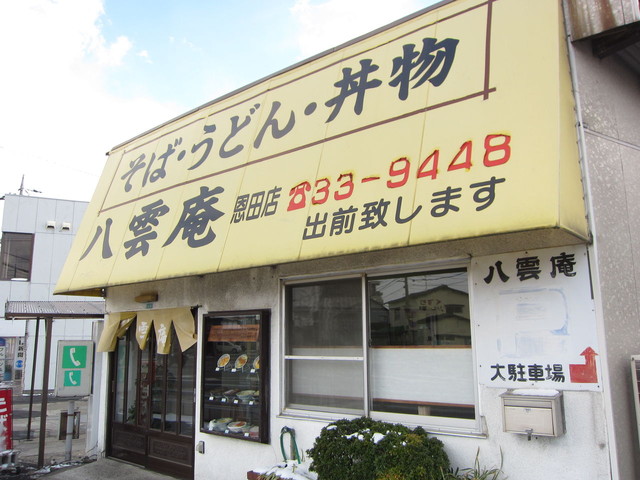 そば・うどん・丼物
八雲庵 恩田店 ☎33-9448
出前致します
八雲庵
大駐車場